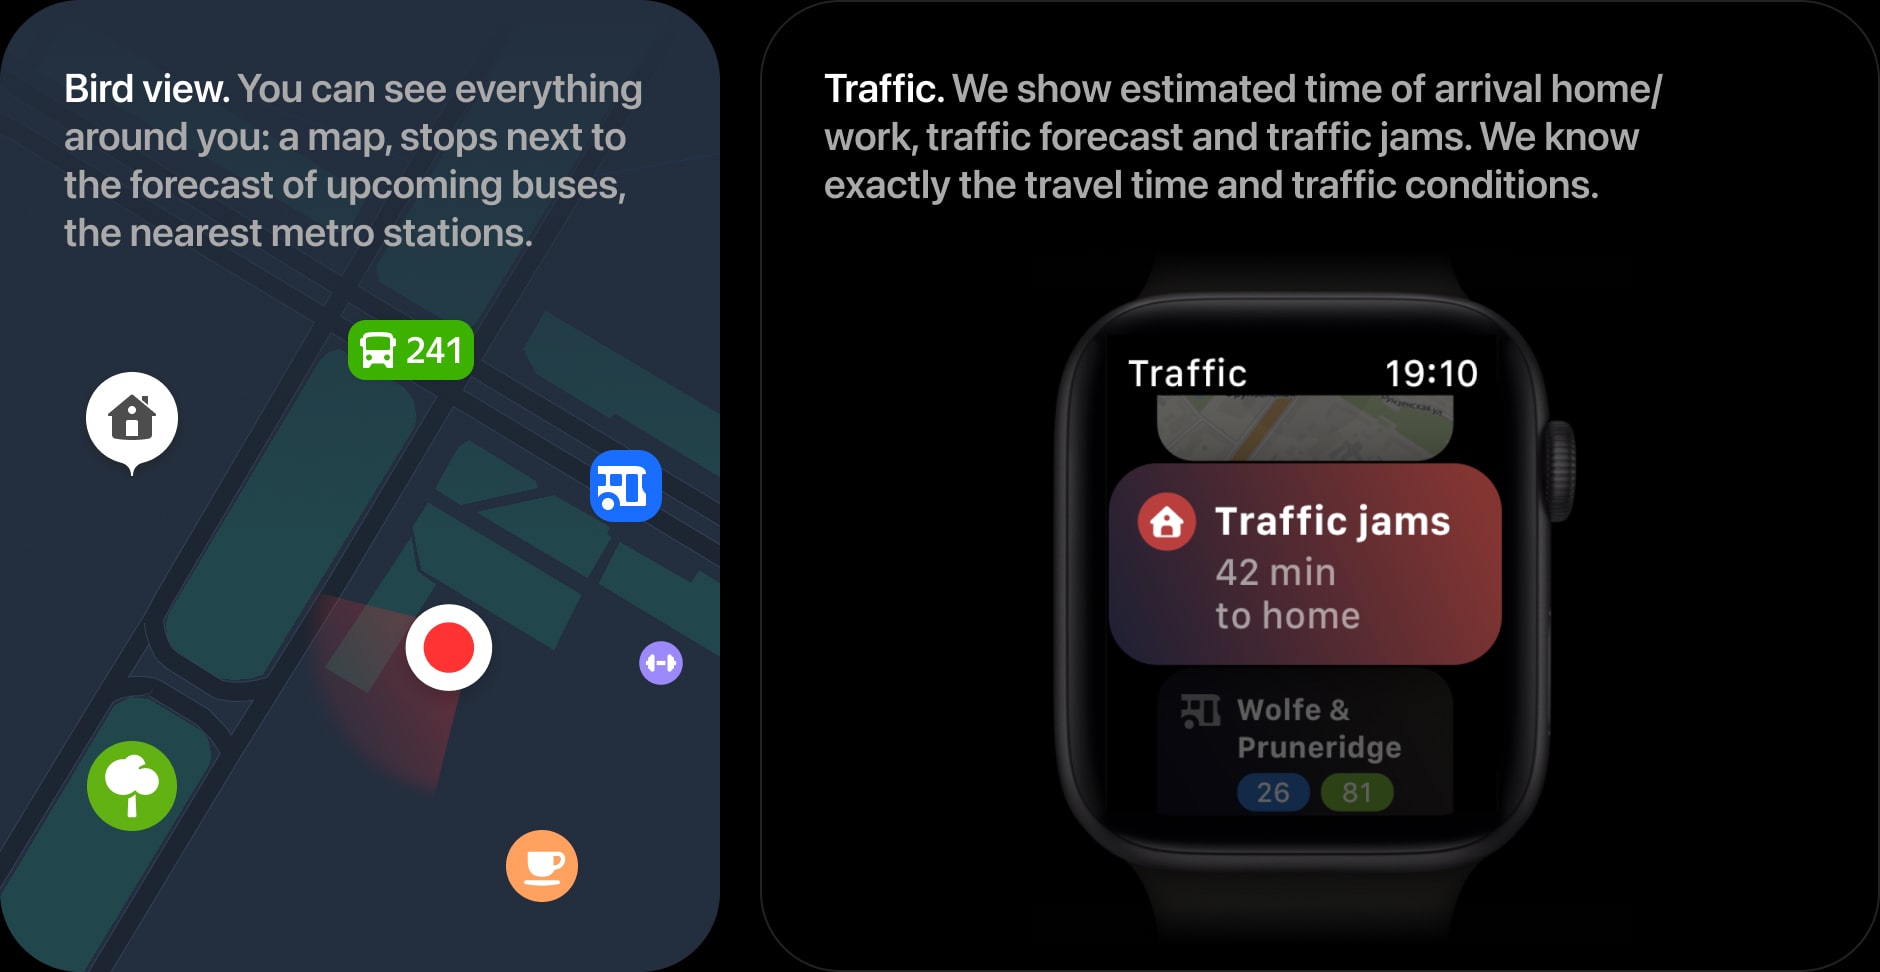 Bird view. You can see everything
around you: a map, stops next to
the forecast of upcoming buses,
the nearest metro stations.
241
Traffic. We show estimated time of arrival home/
work, traffic forecast and traffic jams. We know
exactly the travel time and traffic conditions.
Traffic 19:10
Traffic jams
42 min
to home
Wolfe &
Pruneridge
26 81